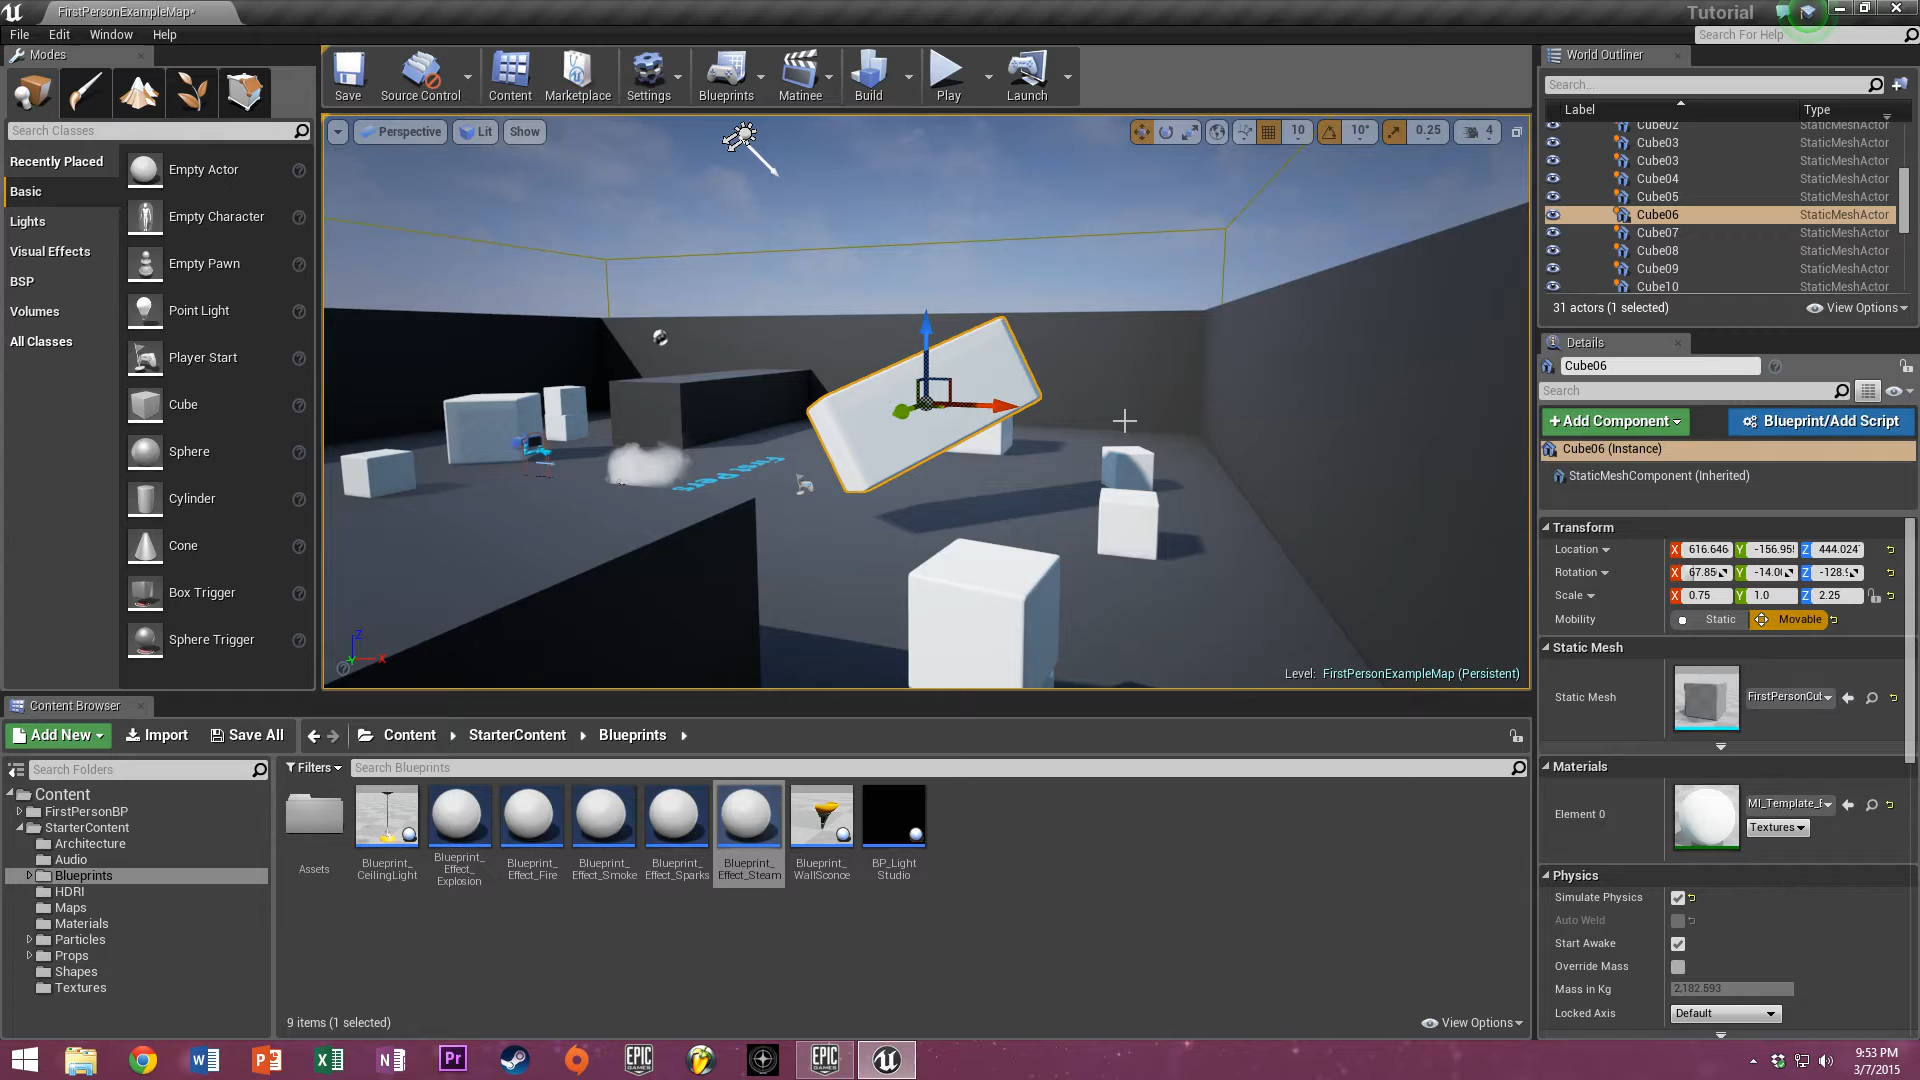 FirstPersonExampleMap*
Tutorial
File Edit Window Help
Search For Help
Modes
Search Classes
Recently Placed
Basic
Lights
Visual Effects
BSP
Volumes
All Classes
Empty Actor
Empty Character
Empty Pawn
Point Light
Player Start
Cube
Sphere
Cylinder
Cone
Box Trigger
Sphere Trigger
Save
Source Control
Content
Marketplace
Settings
Blueprints
Matinee
Build
Play
Launch
Perspective
Lit
Show
10
10°
0.25
4
Level: FirstPersonExampleMap (Persistent)
World Outliner
Search...
Label Type
Cube02 StaticMeshActor
Cube03 StaticMeshActor
Cube03 StaticMeshActor
Cube04 StaticMeshActor
Cube05 StaticMeshActor
Cube06 StaticMeshActor
Cube07 StaticMeshActor
Cube08 StaticMeshActor
Cube09 StaticMeshActor
Cube10 StaticMeshActor
31 actors (1 selected)
View Options
Details
Cube06
Search
+Add Component
Blueprint/Add Script
Cube06 (Instance)
StaticMeshComponent (Inherited)
Transform
Location X 616.646 Y -156.95 Z 444.024
Rotation X 67.85 Y -14.0 Z -128.9
Scale X 0.75 Y 1.0 Z 2.25
Mobility Static Movable
Static Mesh
Static Mesh FirstPersonCu
Materials
Element 0 MI_Template_
Textures
Physics
Simulate Physics
Auto Weld
Start Awake
Override Mass
Mass in Kg 2,182.593
Locked Axis Default
Content Browser
Add New Import Save All Content StarterContent Blueprints
Search Folders
Filters
Search Blueprints
Content
FirstPersonBP
StarterContent
Architecture
Audio
Blueprints
HDRI
Maps
Materials
Particles
Props
Shapes
Textures
Assets
Blueprint_
CeilingLight
Blueprint_
Effect_
Explosion
Blueprint_
Effect_Fire
Blueprint_
Effect_Smoke
Blueprint_
Effect_Sparks
Blueprint_
Effect_Steam
Blueprint_
WallSconce
BP_Light
Studio
9 items (1 selected)
View Options
9:53 PM
3/7/2015